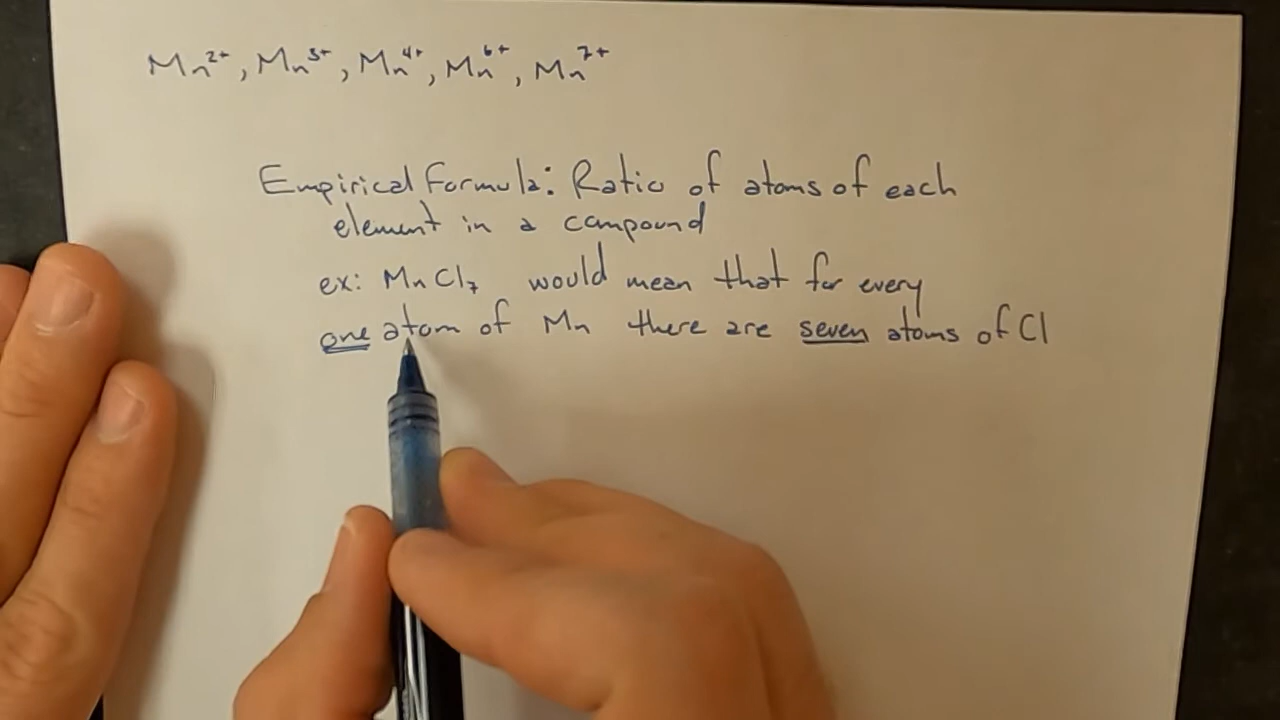 Mn²⁺, Mn³⁺, Mn⁴⁺, Mn⁶⁺, Mn⁷⁺
Empirical Formula: Ratio of atoms of each
element in a compound
ex: MnCl₇ would mean that for every
one atom of Mn there are seven atoms of Cl